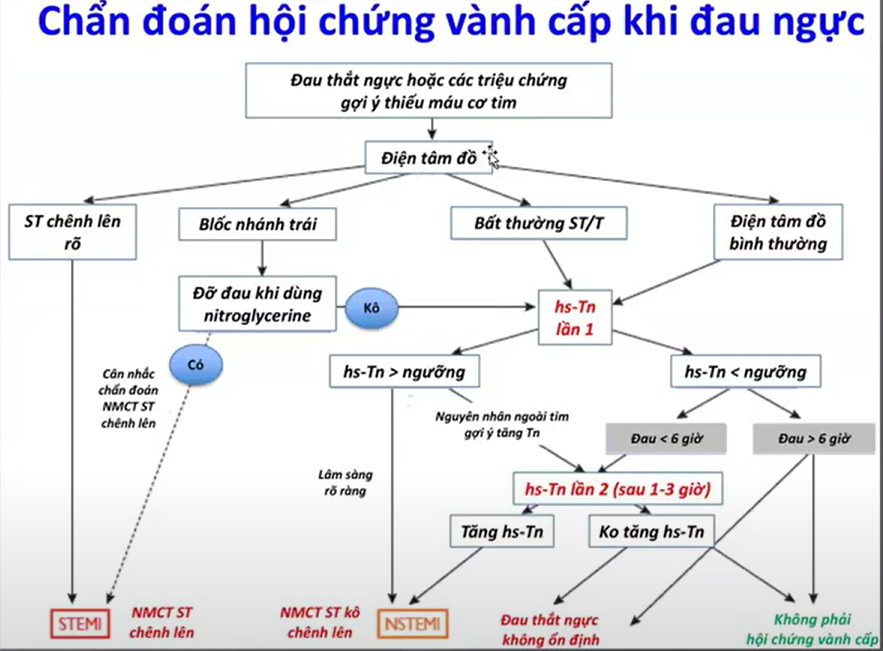 Chẩn đoán hội chứng vành cấp khi đau ngực
Đau thắt ngực hoặc các triệu chứng
gợi ý thiếu máu cơ tim
Điện tâm đồ
ST chênh lên
rõ
Blốc nhánh trái
Bất thường ST/T
Điện tâm đồ
bình thường
Đỡ đau khi dùng
nitroglycerine
Kô
hs-Tn
lần 1
Có
Cân nhắc
chẩn đoán
NMCT ST
chênh lên
hs-Tn > ngưỡng
hs-Tn < ngưỡng
Nguyên nhân ngoài tim
gợi ý tăng Tn
Đau < 6 giờ
Đau > 6 giờ
Lâm sàng
rõ ràng
hs-Tn lần 2 (sau 1-3 giờ)
Tăng hs-Tn
Ko tăng hs-Tn
STEMI
NMCT ST
chênh lên
NMCT ST kô
chênh lên
NSTEMI
Đau thắt ngực
không ổn định
Không phải
hội chứng vành cấp